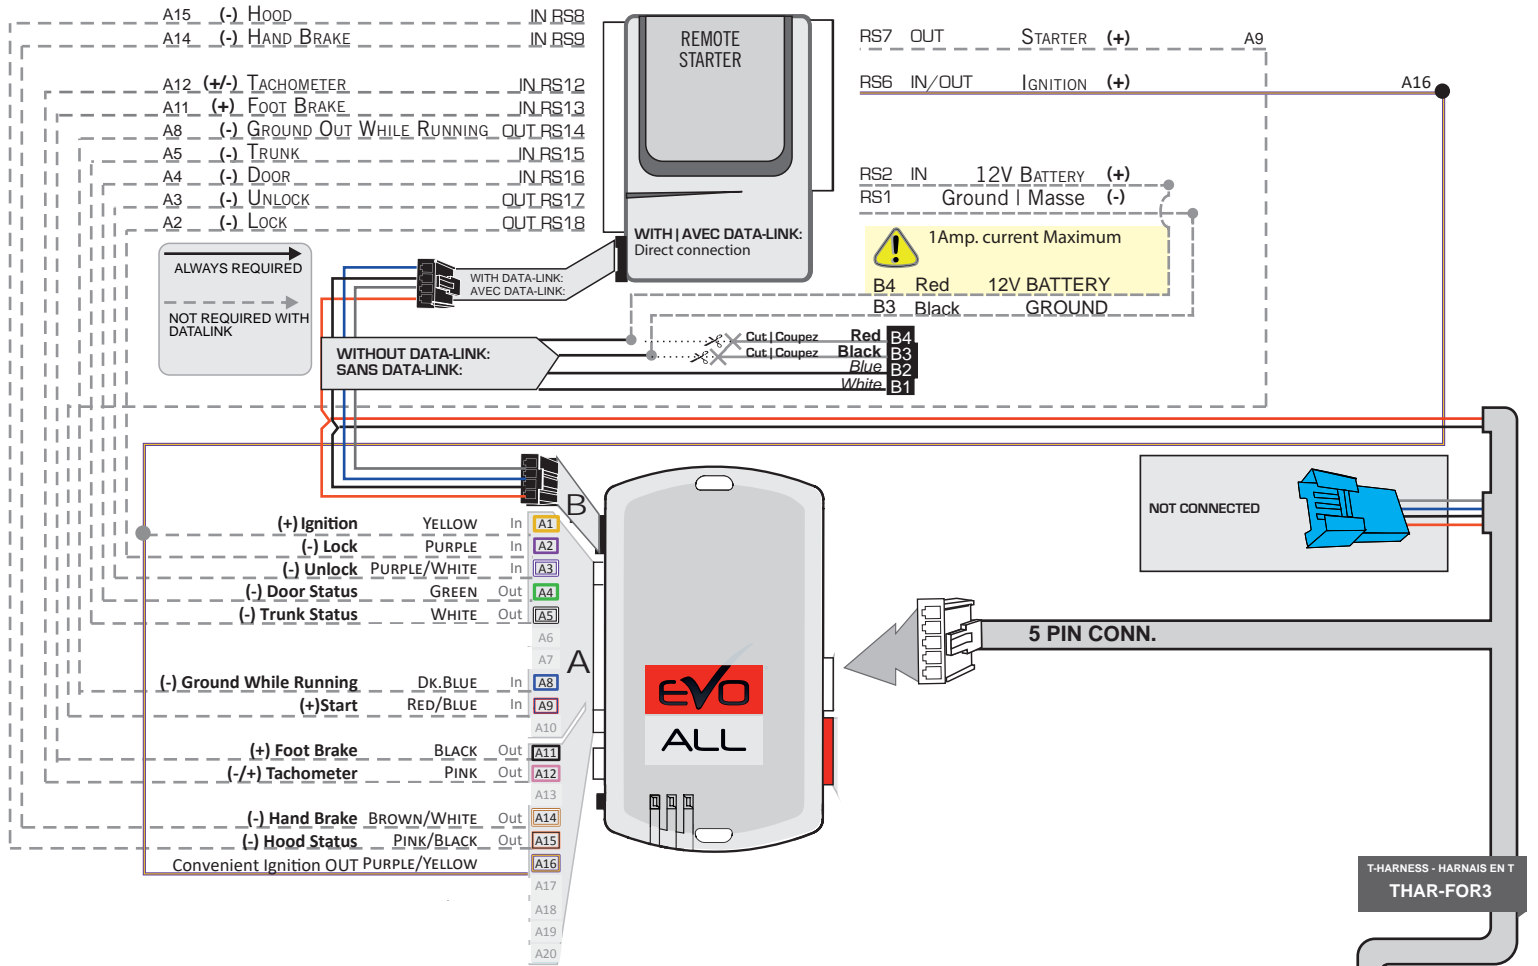 A15 (-) HOOD IN RS8
A14 (-) HAND BRAKE IN RS9
A12 (+/-) TACHOMETER IN RS12
A11 (+) FOOT BRAKE IN RS13
A8 (-) GROUND OUT WHILE RUNNING OUT RS14
A5 (-) TRUNK IN RS15
A4 (-) DOOR IN RS16
A3 (-) UNLOCK OUT RS17
A2 (-) LOCK OUT RS18
REMOTE
STARTER
WITH | AVEC DATA-LINK:
Direct connection
RS7 OUT STARTER (+) A9
RS6 IN/OUT IGNITION (+) A16
RS2 IN 12V BATTERY (+)
RS1 Ground | Masse (-)
1Amp. current Maximum
B4 Red 12V BATTERY
B3 Black GROUND
ALWAYS REQUIRED
NOT REQUIRED WITH
DATALINK
WITH DATA-LINK:
AVEC DATA-LINK:
WITHOUT DATA-LINK:
SANS DATA-LINK:
Cut | Coupez Red B4
Cut | Coupez Black B3
Blue B2
White B1
NOT CONNECTED
B
A
(+) Ignition YELLOW In A1
(-) Lock PURPLE In A2
(-) Unlock PURPLE/WHITE In A3
(-) Door Status GREEN Out A4
(-) Trunk Status WHITE Out A5
A6
A7
(-) Ground While Running DK.BLUE In A8
(+)Start RED/BLUE In A9
A10
(+) Foot Brake BLACK Out A11
(-/+) Tachometer PINK Out A12
A13
(-) Hand Brake BROWN/WHITE Out A14
(-) Hood Status PINK/BLACK Out A15
Convenient Ignition OUT PURPLE/YELLOW A16
A17
A18
A19
A20
EVO
ALL
5 PIN CONN.
T-HARNESS - HARNAIS EN T
THAR-FOR3